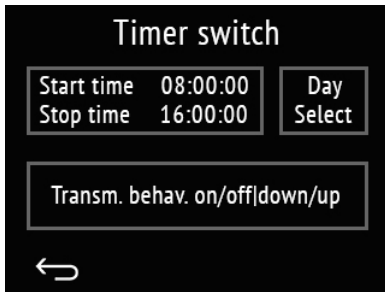 Timer switch
Start time 08:00:00
Stop time 16:00:00
Day
Select
Transm. behav. on/off|down/up